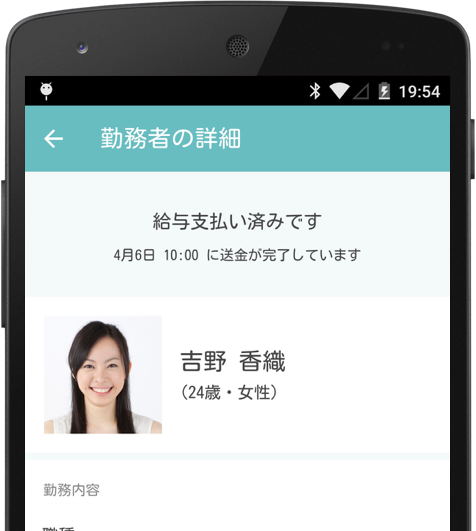 19:54
勤務者の詳細
給与支払い済みです
4月6日 10:00 に送金が完了しています
吉野 香織
（24歳・女性）
勤務内容
職種